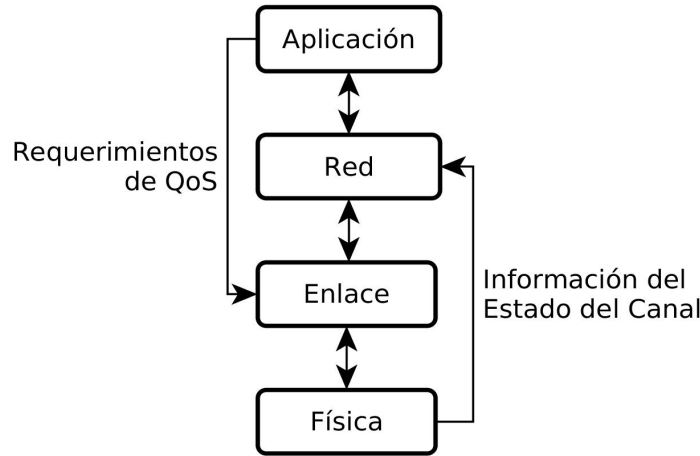 Aplicación
Requerimientos
de QoS
Red
Enlace
Información del
Estado del Canal
Física